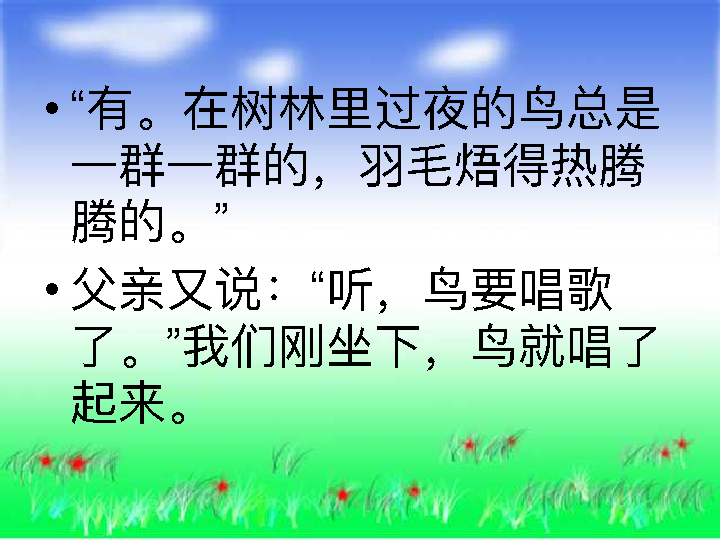 • “有。在树林里过夜的鸟总是
一群一群的，羽毛焐得热腾
腾的。”
• 父亲又说：“听，鸟要唱歌
了。”我们刚坐下，鸟就唱了
起来。